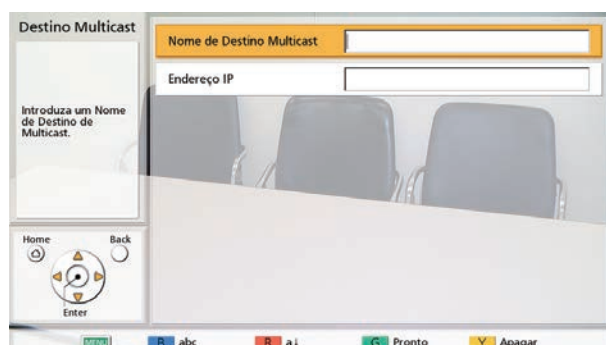 Destino Multicast
Nome de Destino Multicast
Endereço IP
Introduza um Nome
de Destino de
Multicast.
Home Back
Enter
MENU B abc R a↓ G Pronto Y Apagar